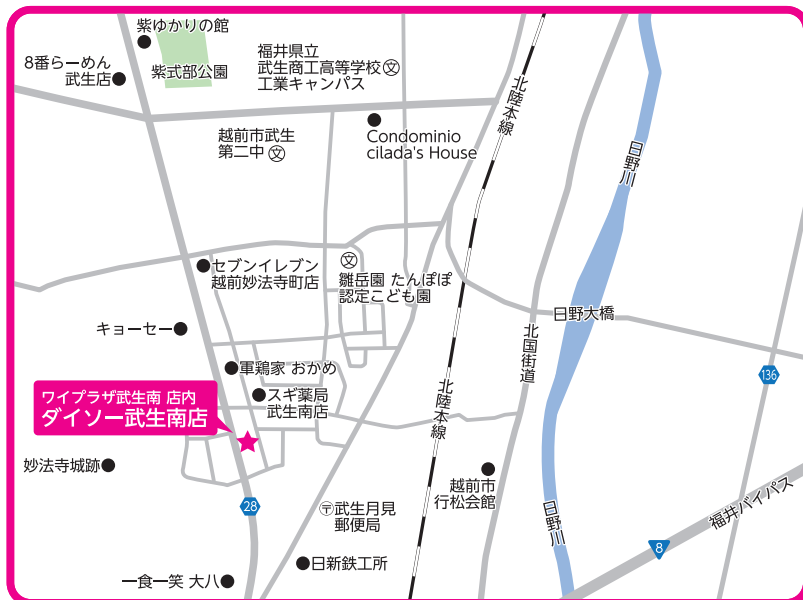 紫ゆかりの館
8番らーめん
武生店
紫式部公園
福井県立
武生商工高等学校文
工業キャンパス
越前市武生
第二中 文
Condominio
cilada's House
北陸本線
日野川
セブンイレブン
越前妙法寺町店
文
雛岳園 たんぽぽ
認定こども園
キョーセー
日野大橋
北国街道
軍鶏家 おかめ
136
スギ薬局
武生南店
ワイプラザ武生南 店内
ダイソー武生南店
北陸本線
妙法寺城跡
越前市
行松会館
28
〒武生月見
郵便局
日野川
福井バイパス
8
日新鉄工所
一食一笑 大八